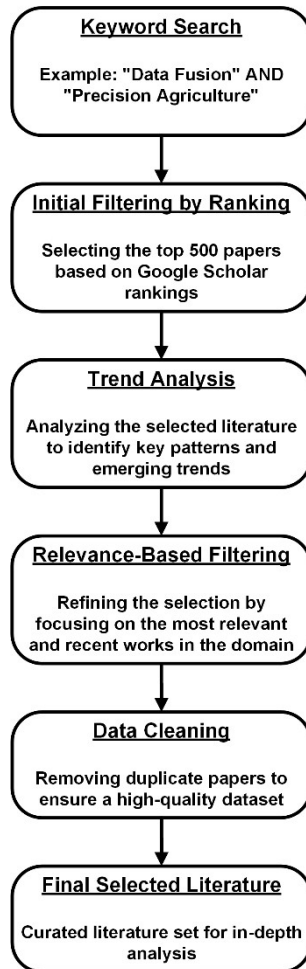 Keyword Search
Example: "Data Fusion" AND
"Precision Agriculture"
Initial Filtering by Ranking
Selecting the top 500 papers
based on Google Scholar
rankings
Trend Analysis
Analyzing the selected literature
to identify key patterns and
emerging trends
Relevance-Based Filtering
Refining the selection by
focusing on the most relevant
and recent works in the domain
Data Cleaning
Removing duplicate papers to
ensure a high-quality dataset
Final Selected Literature
Curated literature set for in-depth
analysis